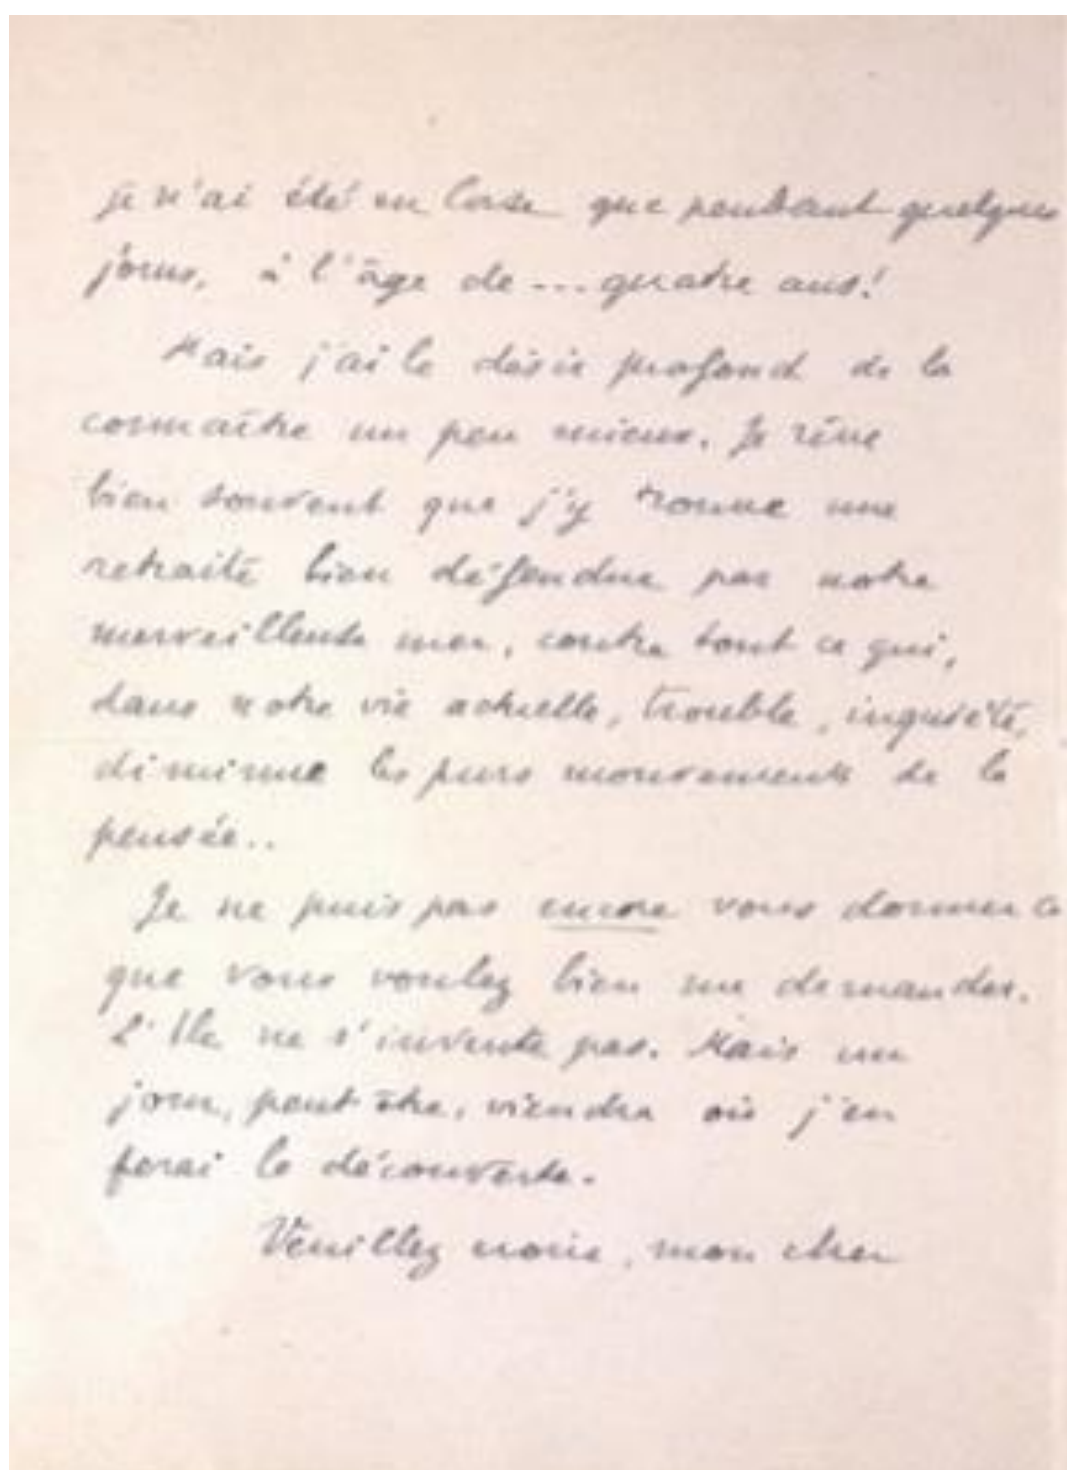 je n'ai été en Corse que pendant quelques
jours, à l'âge de --- quatre ans!
Mais j'ai le désir profond de la
connaître un peu mieux. Je rêve
bien souvent que j'y trouve une
retraite bien défendue par notre
merveilleuse mer, contre tout ce qui,
dans notre vie actuelle, trouble, inquiète,
diminue les purs mouvements de la
pensée..
Je ne puis pas encore vous donner ce
que vous voulez bien me demander.
L'Ile ne s'invente pas. Mais un
jour, peut être, viendra où j'en
ferai la découverte.
Veuillez croire, mon cher